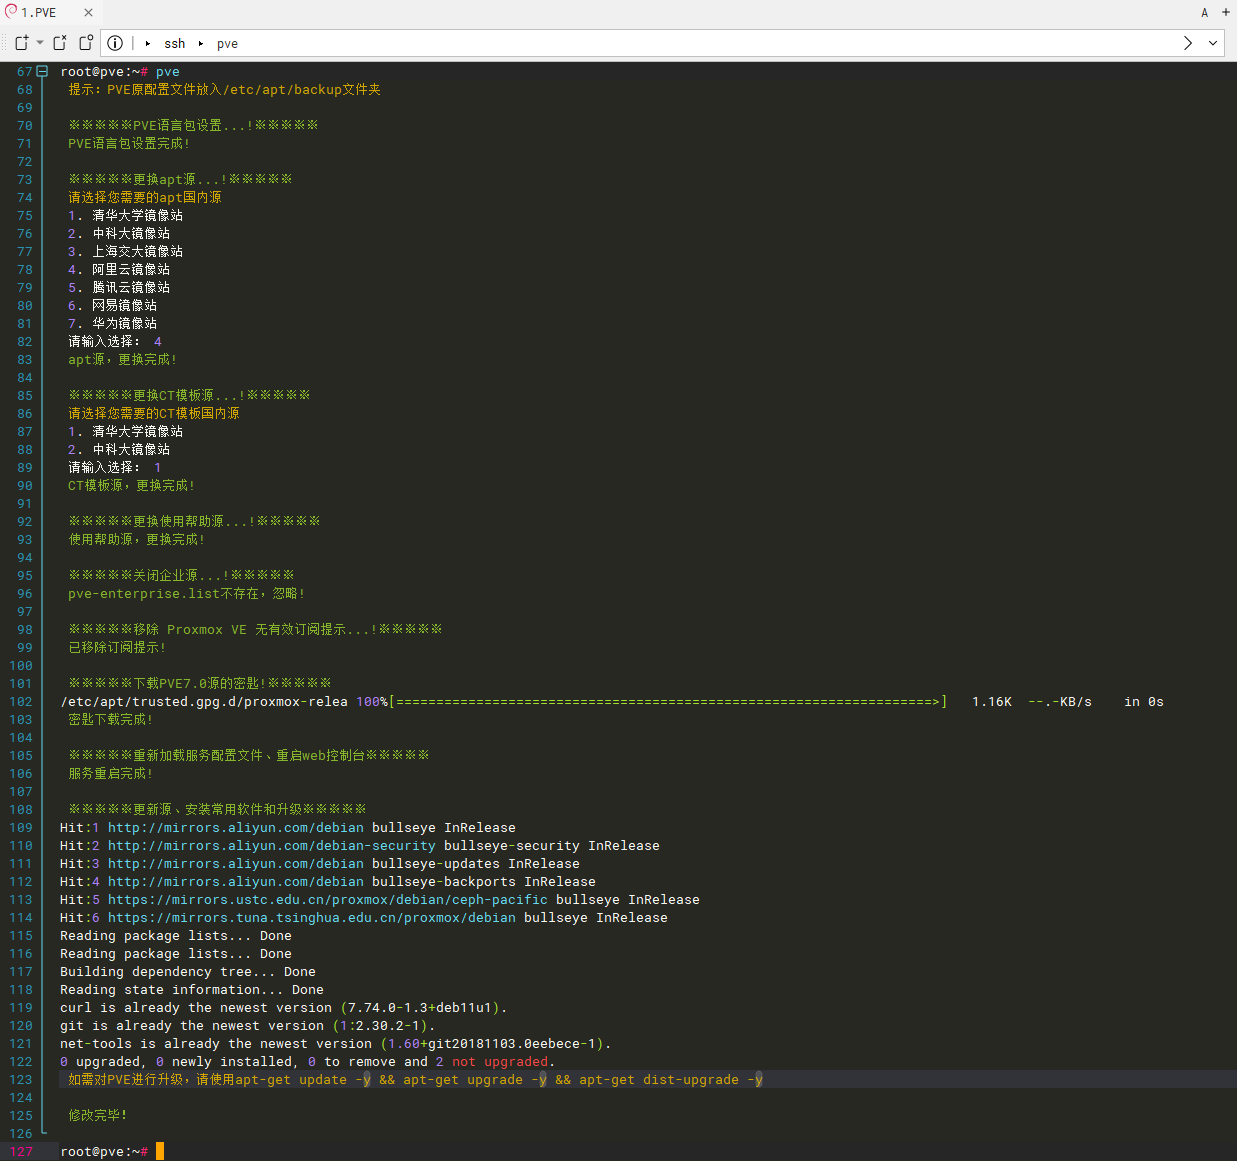 1.PVE
A +
ssh pve
67 root@pve:~# pve
68 提示：PVE原配置文件放入/etc/apt/backup文件夹
69
70 ※※※※※PVE语言包设置...!※※※※※
71 PVE语言包设置完成!
72
73 ※※※※※更换apt源...!※※※※※
74 请选择您需要的apt国内源
75 1. 清华大学镜像站
76 2. 中科大镜像站
77 3. 上海交大镜像站
78 4. 阿里云镜像站
79 5. 腾讯云镜像站
80 6. 网易镜像站
81 7. 华为镜像站
82 请输入选择： 4
83 apt源，更换完成!
84
85 ※※※※※更换CT模板源...!※※※※※
86 请选择您需要的CT模板国内源
87 1. 清华大学镜像站
88 2. 中科大镜像站
89 请输入选择： 1
90 CT模板源，更换完成!
91
92 ※※※※※更换使用帮助源...!※※※※※
93 使用帮助源，更换完成!
94
95 ※※※※※关闭企业源...!※※※※※
96 pve-enterprise.list不存在，忽略!
97
98 ※※※※※移除 Proxmox VE 无有效订阅提示...!※※※※※
99 已移除订阅提示!
100
101 ※※※※※下载PVE7.0源的密匙!※※※※※
102 /etc/apt/trusted.gpg.d/proxmox-relea 100%[===================================================================>] 1.16K --.-KB/s in 0s
103 密匙下载完成!
104
105 ※※※※※重新加载服务配置文件、重启web控制台※※※※※
106 服务重启完成!
107
108 ※※※※※更新源、安装常用软件和升级※※※※※
109 Hit:1 http://mirrors.aliyun.com/debian bullseye InRelease
110 Hit:2 http://mirrors.aliyun.com/debian-security bullseye-security InRelease
111 Hit:3 http://mirrors.aliyun.com/debian bullseye-updates InRelease
112 Hit:4 http://mirrors.aliyun.com/debian bullseye-backports InRelease
113 Hit:5 https://mirrors.ustc.edu.cn/proxmox/debian/ceph-pacific bullseye InRelease
114 Hit:6 https://mirrors.tuna.tsinghua.edu.cn/proxmox/debian bullseye InRelease
115 Reading package lists... Done
116 Reading package lists... Done
117 Building dependency tree... Done
118 Reading state information... Done
119 curl is already the newest version (7.74.0-1.3+deb11u1).
120 git is already the newest version (1:2.30.2-1).
121 net-tools is already the newest version (1.60+git20181103.0eebece-1).
122 0 upgraded, 0 newly installed, 0 to remove and 2 not upgraded.
123 如需对PVE进行升级，请使用apt-get update -y && apt-get upgrade -y && apt-get dist-upgrade -y
124
125 修改完毕!
126
127 root@pve:~#